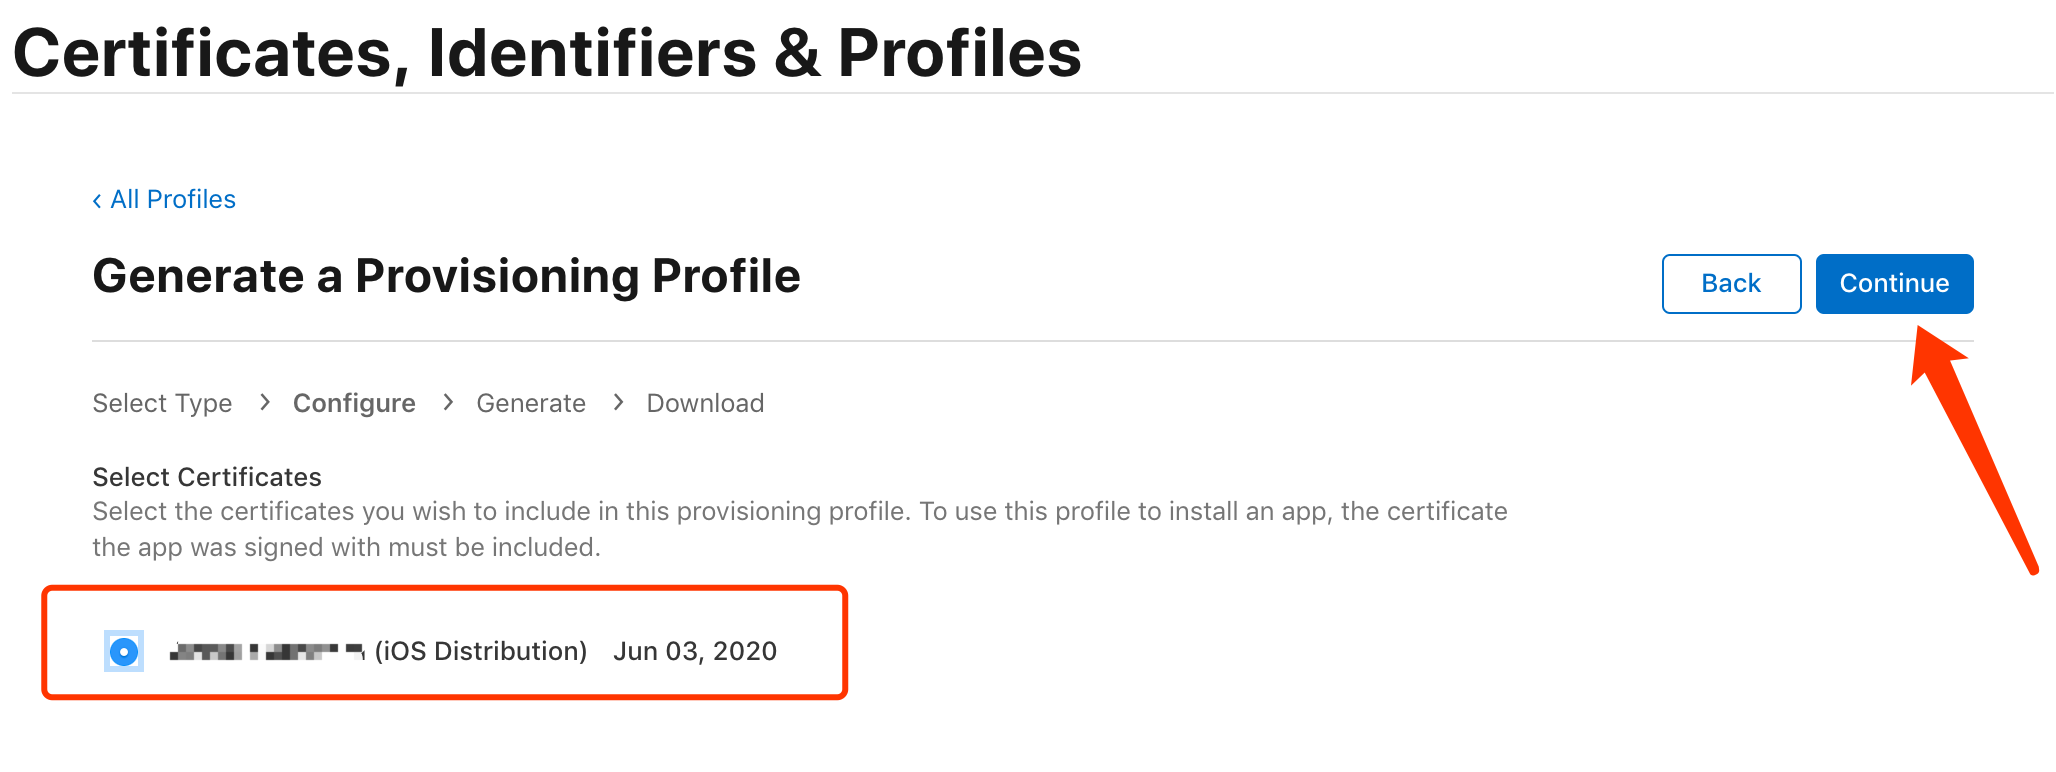 Certificates, Identifiers & Profiles
‹ All Profiles
Generate a Provisioning Profile
Back
Continue
Select Type > Configure > Generate > Download
Select Certificates
Select the certificates you wish to include in this provisioning profile. To use this profile to install an app, the certificate
the app was signed with must be included.
(iOS Distribution) Jun 03, 2020